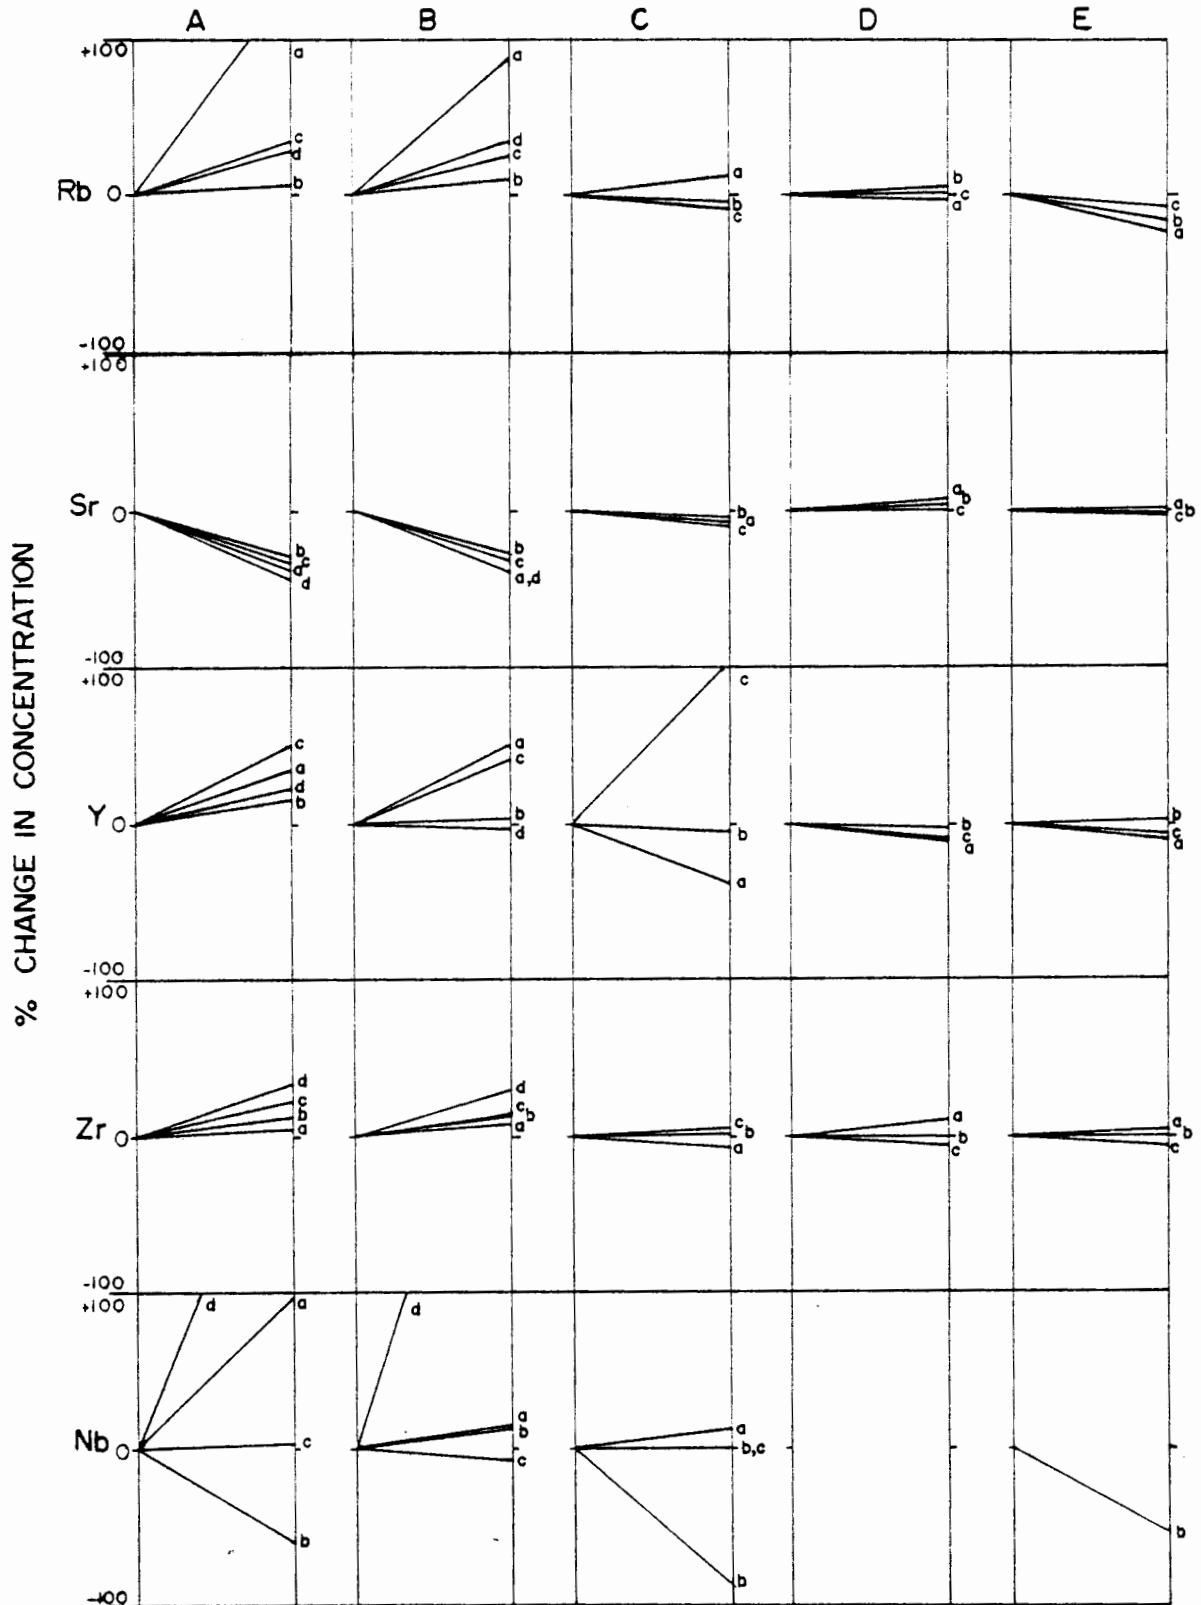 A B C D E
% CHANGE IN CONCENTRATION
+100
a a
c d a
d c b b c
b b c a
Rb 0 a b c
-100
+100
Sr 0
b b b a a b a b
c c c c c
a a,d
d
-100
+100
c
c a
a c
d b b b
b d c c
Y 0 b a a
a
-100
+100
d d
c c b c b a a b
b a a b c
a c
Zr 0
-100
+100
d a d
a a
c b b,c
Nb 0 c
b b b
-100